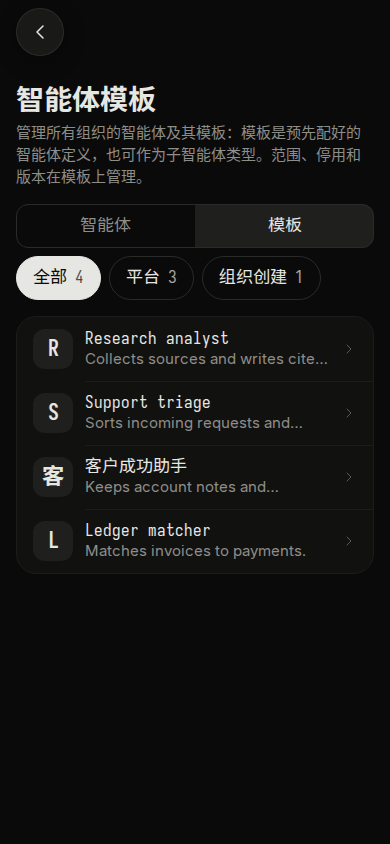 智能体模板
管理所有组织的智能体及其模板：模板是预先配好的
智能体定义，也可作为子智能体类型。范围、停用和
版本在模板上管理。
智能体 模板
全部 4 平台 3 组织创建 1
R Research analyst
Collects sources and writes cite...
S Support triage
Sorts incoming requests and...
客 客户成功助手
Keeps account notes and...
L Ledger matcher
Matches invoices to payments.